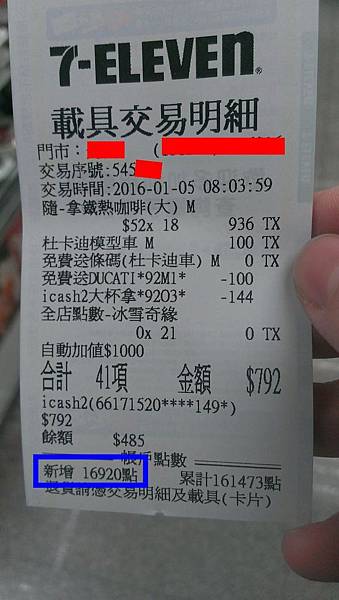 7-ELEVEN®
載具交易明細
門市：
交易序號:545
交易時間:2016-01-05 08:03:59
隨-拿鐵熱咖啡(大) M
$52x 18 936 TX
杜卡迪模型車 M 100 TX
免費送條碼(杜卡迪車) M 0 TX
免費送DUCATI*92M1* -100
icash2大杯拿*9203* -144
全店點數-冰雪奇緣
0x 21 0 TX
自動加值$1000
合計 41項 金額 $792
icash2(66171520****149*)
$792
餘額 $485
帳戶點數
新增 16920點 累計161473點
退貨請憑交易明細及載具(卡片)